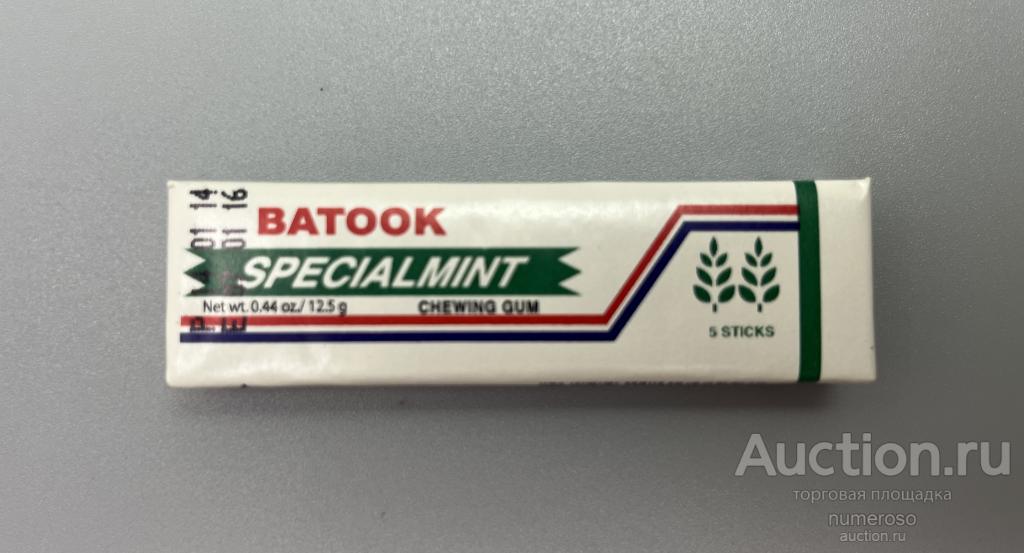 BATOOK
SPECIALMINT
Net wt. 0.44 oz./ 12.5 g
CHEWING GUM
5 STICKS
01 14
01 16
Auction.ru
торговая площадка
numeroso
auction.ru